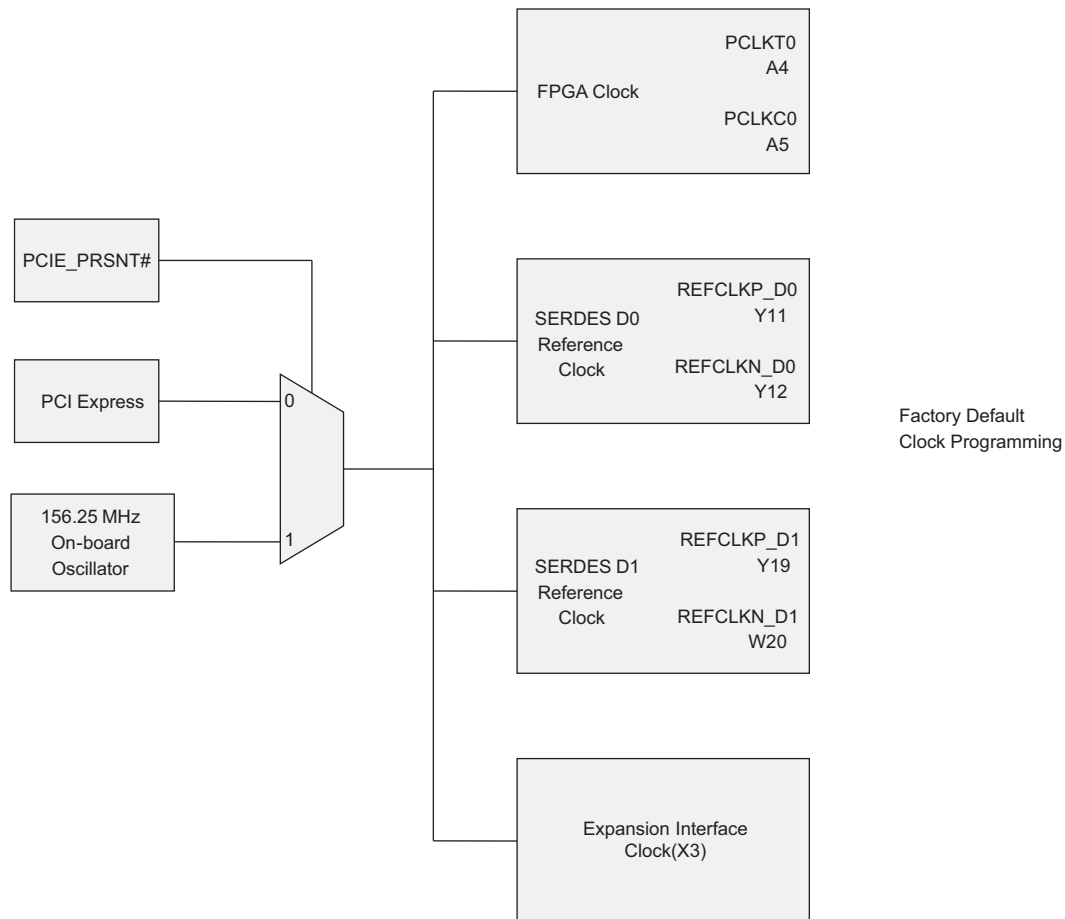 PCLKT0
A4
FPGA Clock
PCLKC0
A5
PCIE_PRSNT#
REFCLKP_D0
Y11
SERDES D0
Reference
Clock
REFCLKN_D0
Y12
PCI Express
0
Factory Default
Clock Programming
156.25 MHz
On-board
Oscillator
1
REFCLKP_D1
Y19
SERDES D1
Reference
Clock
REFCLKN_D1
W20
Expansion Interface
Clock(X3)